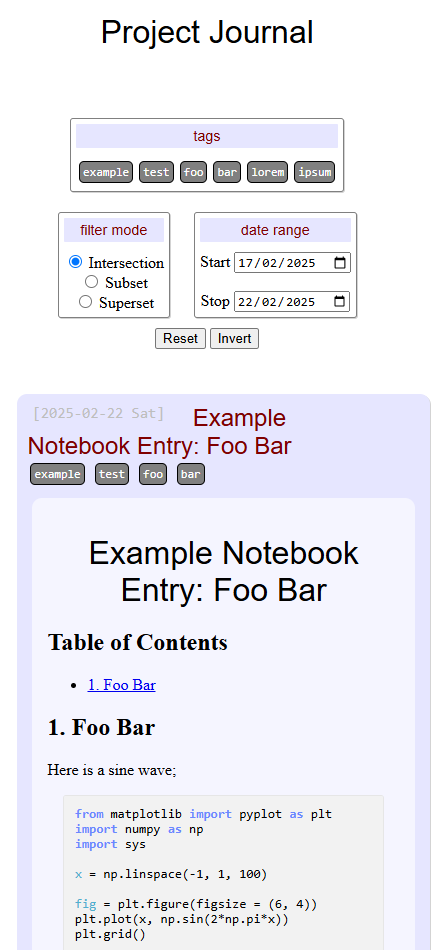 Project Journal
tags
example test foo bar lorem ipsum
filter mode
Intersection
Subset
Superset
date range
Start 17/02/2025
Stop 22/02/2025
Reset Invert
[2025-02-22 Sat] Example
Notebook Entry: Foo Bar
example test foo bar
Example Notebook
Entry: Foo Bar
Table of Contents
1. Foo Bar
1. Foo Bar
Here is a sine wave;
from matplotlib import pyplot as plt
import numpy as np
import sys
x = np.linspace(-1, 1, 100)
fig = plt.figure(figsize = (6, 4))
plt.plot(x, np.sin(2*np.pi*x))
plt.grid()